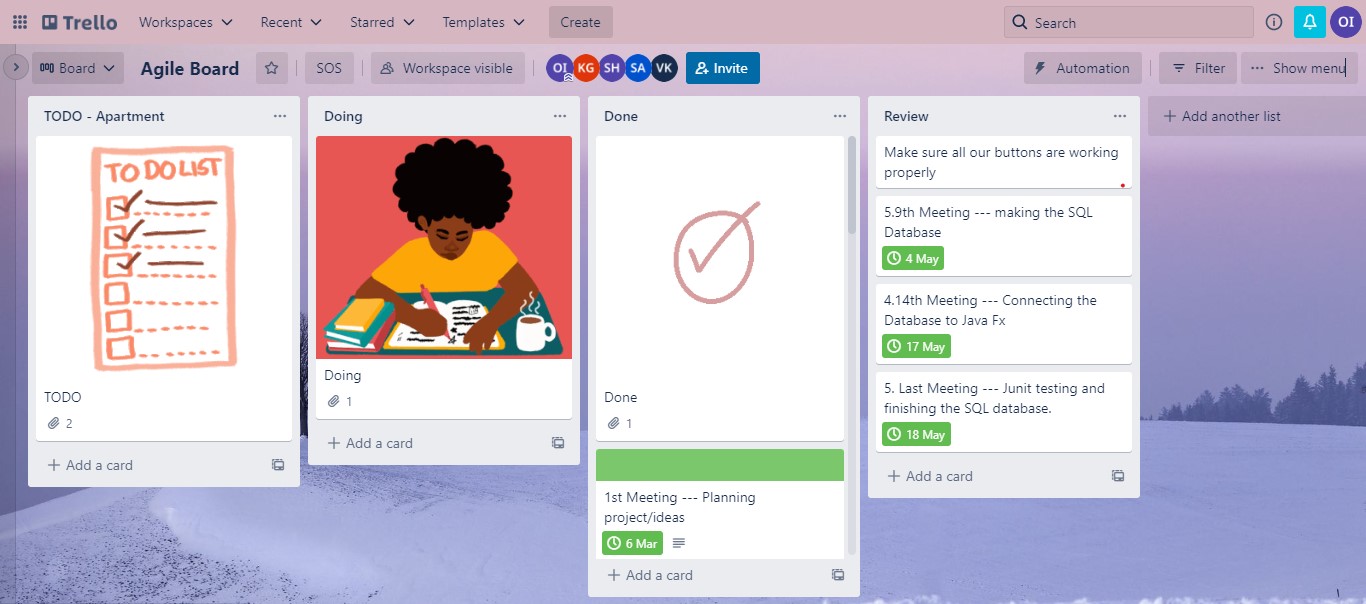 Trello Workspaces Recent Starred Templates Create Search OI
Board Agile Board SOS Workspace visible OI KG SH SA VK Invite Automation Filter ··· Show menu
TODO - Apartment ···
TO DO LIST
TODO
2
+ Add a card
Doing ···
Doing
1
+ Add a card
Done ···
Done
1
1st Meeting --- Planning
project/ideas
6 Mar
+ Add a card
Review ···
Make sure all our buttons are working
properly
5.9th Meeting --- making the SQL
Database
4 May
4.14th Meeting --- Connecting the
Database to Java Fx
17 May
5. Last Meeting --- Junit testing and
finishing the SQL database.
18 May
+ Add a card
+ Add another list